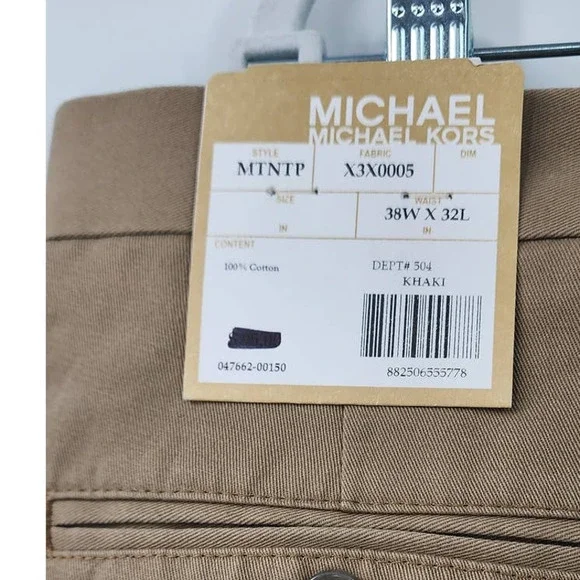 MICHAEL
MICHAEL KORS
STYLE FABRIC DIM
MTNTP X3X0005
SIZE WAIST
38W X 32L
IN IN
CONTENT
100% Cotton DEPT# 504
KHAKI
047662-00150 882506555778